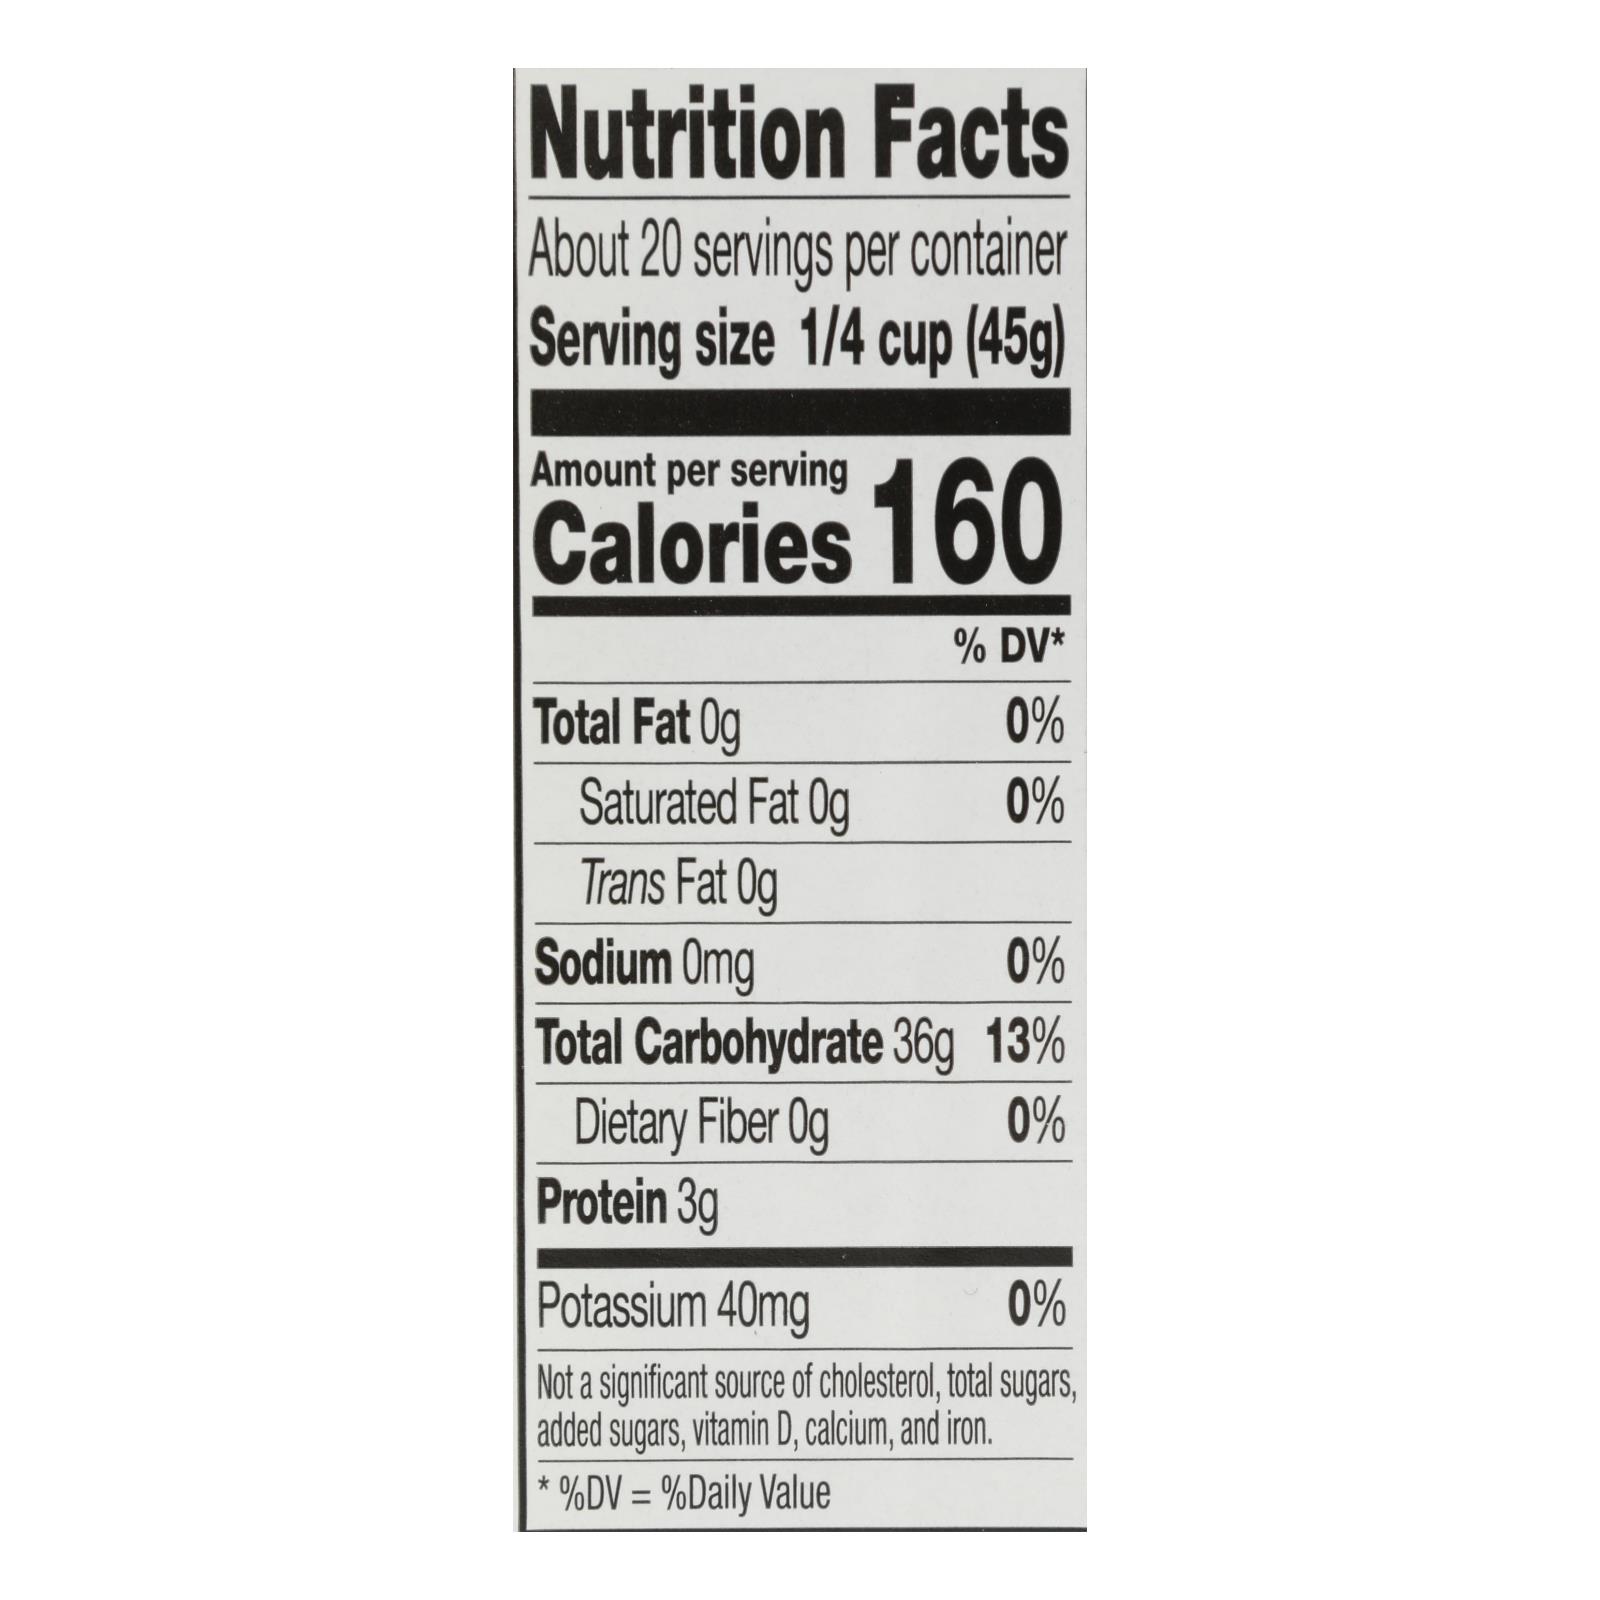 Nutrition Facts
About 20 servings per container
Serving size 1/4 cup (45g)
Amount per serving
Calories 160
% DV*
Total Fat 0g 0%
Saturated Fat 0g 0%
Trans Fat 0g
Sodium 0mg 0%
Total Carbohydrate 36g 13%
Dietary Fiber 0g 0%
Protein 3g
Potassium 40mg 0%
Not a significant source of cholesterol, total sugars,
added sugars, vitamin D, calcium, and iron.
* %DV = %Daily Value